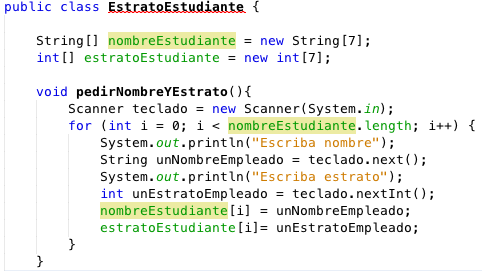 public class EstratoEstudiante {
String[] nombreEstudiante = new String[7];
int[] estratoEstudiante = new int[7];
void pedirNombreYEstrato(){
Scanner teclado = new Scanner(System.in);
for (int i = 0; i < nombreEstudiante.length; i++) {
System.out.println("Escriba nombre");
String unNombreEmpleado = teclado.next();
System.out.println("Escriba estrato");
int unEstratoEmpleado = teclado.nextInt();
nombreEstudiante[i] = unNombreEmpleado;
estratoEstudiante[i]= unEstratoEmpleado;
}
}